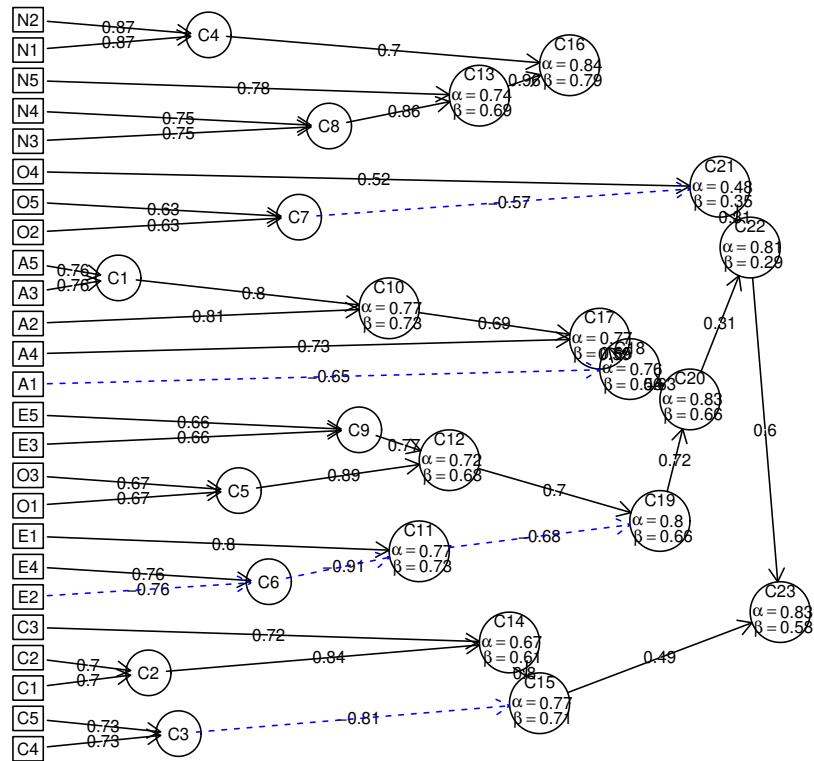 N2
0.87
N1
0.87
C4
0.7
C16
α = 0.84
β = 0.79
N5
0.78
C13
α = 0.74
β = 0.69
0.96
N4
0.75
N3
0.75
C8
0.86
O4
0.52
C21
α = 0.48
β = 0.35
O5
0.63
O2
0.63
C7
−0.57
C22
α = 0.81
β = 0.29
A5
0.76
A3
0.76
C1
0.8
C10
α = 0.77
β = 0.73
A2
0.81
0.69
C17
α = 0.77
A4
0.73
C18
α = 0.76
A1
−0.65
C20
α = 0.83
β = 0.66
0.31
E5
0.66
E3
0.66
C9
0.77
C12
α = 0.72
β = 0.68
O3
0.67
O1
0.67
C5
0.89
0.7
0.72
0.6
C19
α = 0.8
β = 0.66
E1
0.8
C11
α = 0.77
β = 0.73
−0.68
E4
0.76
E2
−0.76
C6
−0.91
C23
α = 0.83
β = 0.58
C3
0.72
C14
α = 0.67
β = 0.61
C2
0.7
C1
0.7
C2
0.84
0.8
C15
α = 0.77
β = 0.71
0.49
C5
0.73
C4
0.73
C3
−0.81